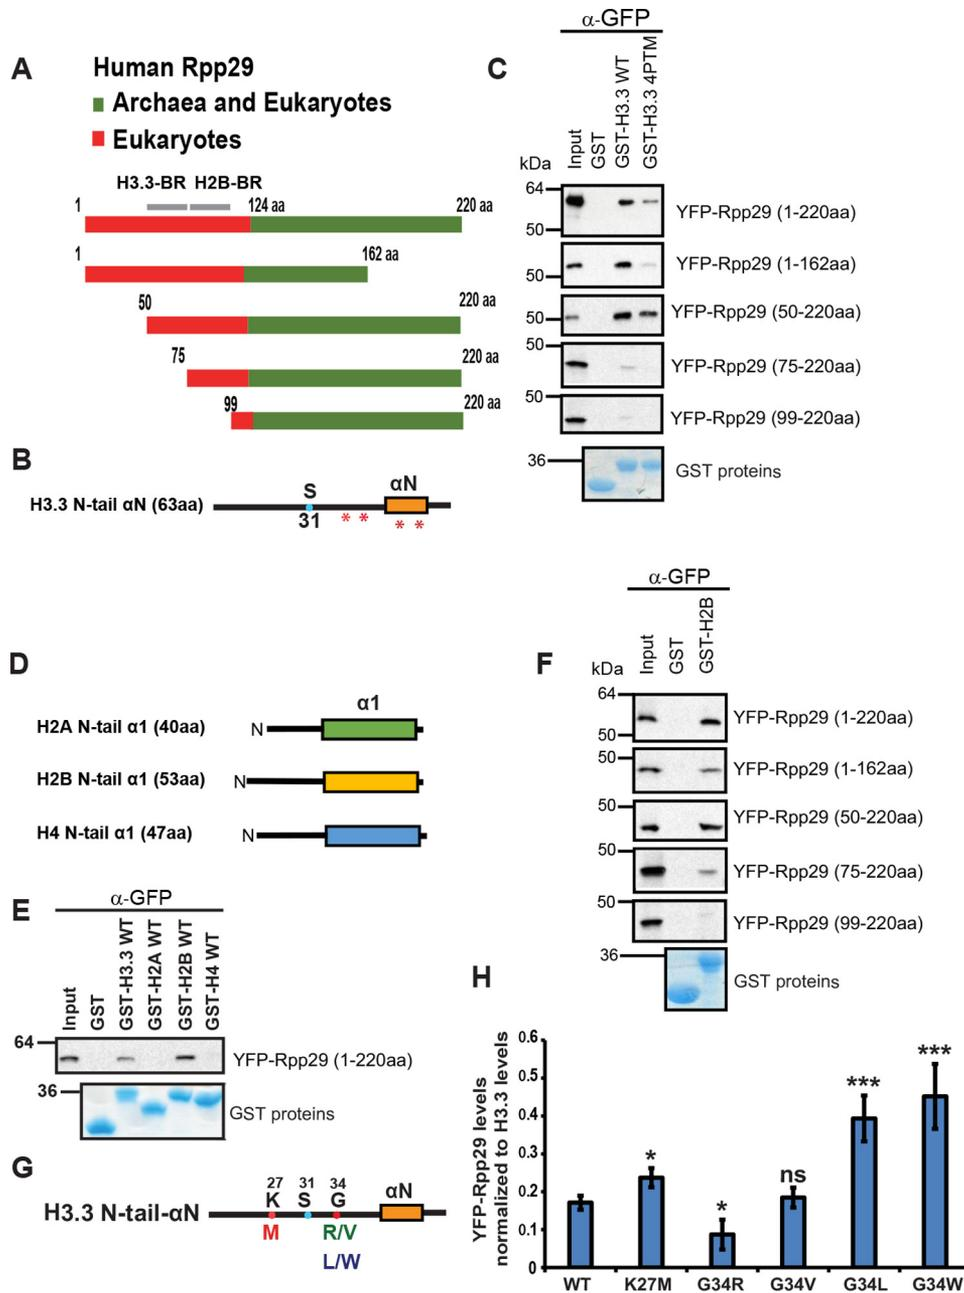 A
Human Rpp29
Archaea and Eukaryotes
Eukaryotes
H3.3-BR H2B-BR
1 124 aa 220 aa
1 162 aa
50 220 aa
75 220 aa
99 220 aa
B
H3.3 N-tail αN (63aa)
S
31
* *
αN
* *
C
α-GFP
kDa
Input
GST
GST-H3.3 WT
GST-H3.3 4PTM
64
50
YFP-Rpp29 (1-220aa)
50
YFP-Rpp29 (1-162aa)
50
YFP-Rpp29 (50-220aa)
50
YFP-Rpp29 (75-220aa)
50
YFP-Rpp29 (99-220aa)
36
GST proteins
D
α1
H2A N-tail α1 (40aa) N
H2B N-tail α1 (53aa) N
H4 N-tail α1 (47aa) N
E
α-GFP
Input
GST
GST-H3.3 WT
GST-H2A WT
GST-H2B WT
GST-H4 WT
64
YFP-Rpp29 (1-220aa)
36
GST proteins
F
α-GFP
kDa
Input
GST
GST-H2B
64
50
YFP-Rpp29 (1-220aa)
50
YFP-Rpp29 (1-162aa)
50
YFP-Rpp29 (50-220aa)
50
YFP-Rpp29 (75-220aa)
50
YFP-Rpp29 (99-220aa)
36
GST proteins
G
H3.3 N-tail-αN
27 31 34
K S G
αN
M R/V
L/W
H
YFP-Rpp29 levels
normalized to H3.3 levels
0.6
0.5
0.4
0.3
0.2
0.1
0
*
*
ns
***
***
WT K27M G34R G34V G34L G34W